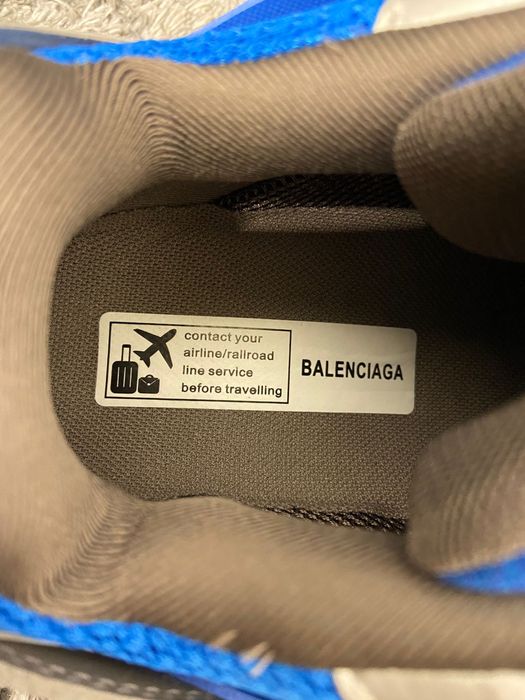 contact your
airline/railroad
line service
before travelling
BALENCIAGA